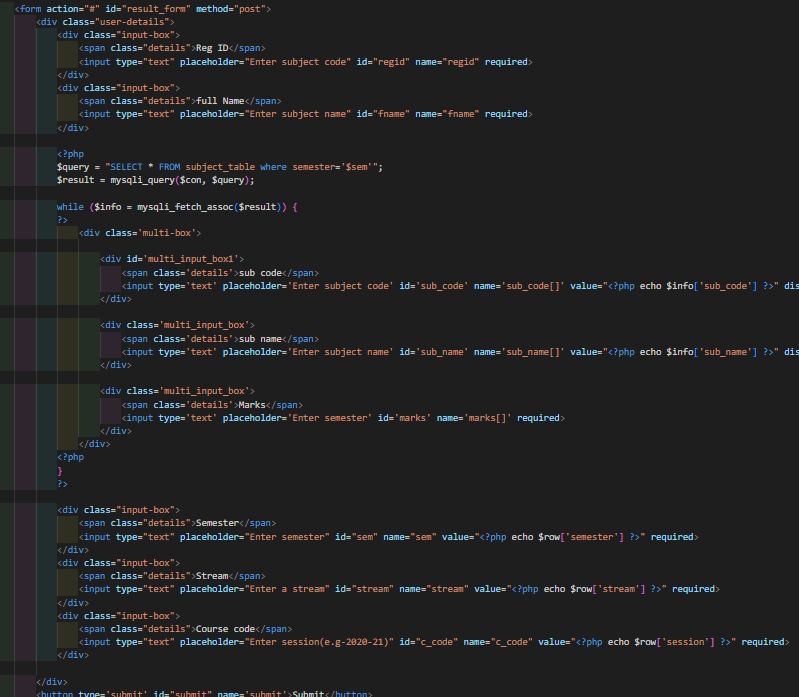 <form action="#" id="result_form" method="post">
<div class="user-details">
<div class="input-box">
<span class="details">Reg ID</span>
<input type="text" placeholder="Enter subject code" id="regid" name="regid" required>
</div>
<div class="input-box">
<span class="details">full Name</span>
<input type="text" placeholder="Enter subject name" id="fname" name="fname" required>
</div>
<?php
$query = "SELECT * FROM subject_table where semester='$sem'";
$result = mysqli_query($con, $query);
while ($info = mysqli_fetch_assoc($result)) {
?>
<div class='multi-box'>
<div id='multi_input_box1'>
<span class='details'>sub code</span>
<input type='text' placeholder='Enter subject code' id='sub_code' name='sub_code[]' value="<?php echo $info['sub_code'] ?>" dis
</div>
<div class='multi_input_box'>
<span class='details'>sub name</span>
<input type='text' placeholder='Enter subject name' id='sub_name' name='sub_name[]' value="<?php echo $info['sub_name'] ?>" dis
</div>
<div class='multi_input_box'>
<span class='details'>Marks</span>
<input type='text' placeholder='Enter semester' id='marks' name='marks[]' required>
</div>
</div>
<?php
}
?>
<div class="input-box">
<span class="details">Semester</span>
<input type="text" placeholder="Enter semester" id="sem" name="sem" value="<?php echo $row['semester'] ?>" required>
</div>
<div class="input-box">
<span class="details">Stream</span>
<input type="text" placeholder="Enter a stream" id="stream" name="stream" value="<?php echo $row['stream'] ?>" required>
</div>
<div class="input-box">
<span class="details">Course code</span>
<input type="text" placeholder="Enter session(e.g-2020-21)" id="c_code" name="c_code" value="<?php echo $row['session'] ?>" required>
</div>
</div>
<button type='submit' id="submit" name='submit'>Submit</button>